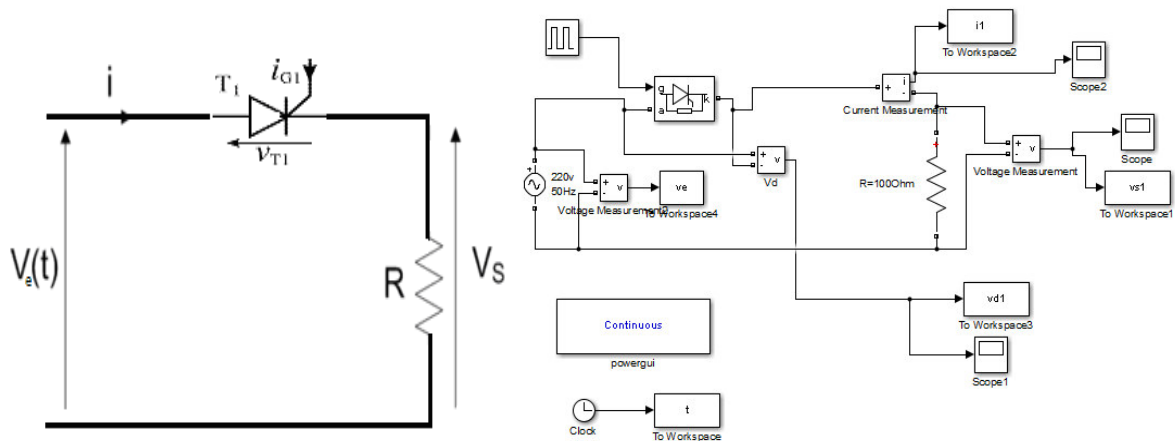 i
T1
iG1
vT1
Ve(t)
R
VS
i1
To Workspace2
Scope2
g
a
k
+
i
-
Current Measurement
+
-
v
Voltage Measurement
Scope
vs1
To Workspace1
+
220v
50Hz
+
-
v
Voltage Measurement2
ve
To Workspace4
+
-
v
Vd
+
R=100Ohm
vd1
To Workspace3
Scope1
Continuous
powergui
Clock
t
To Workspace